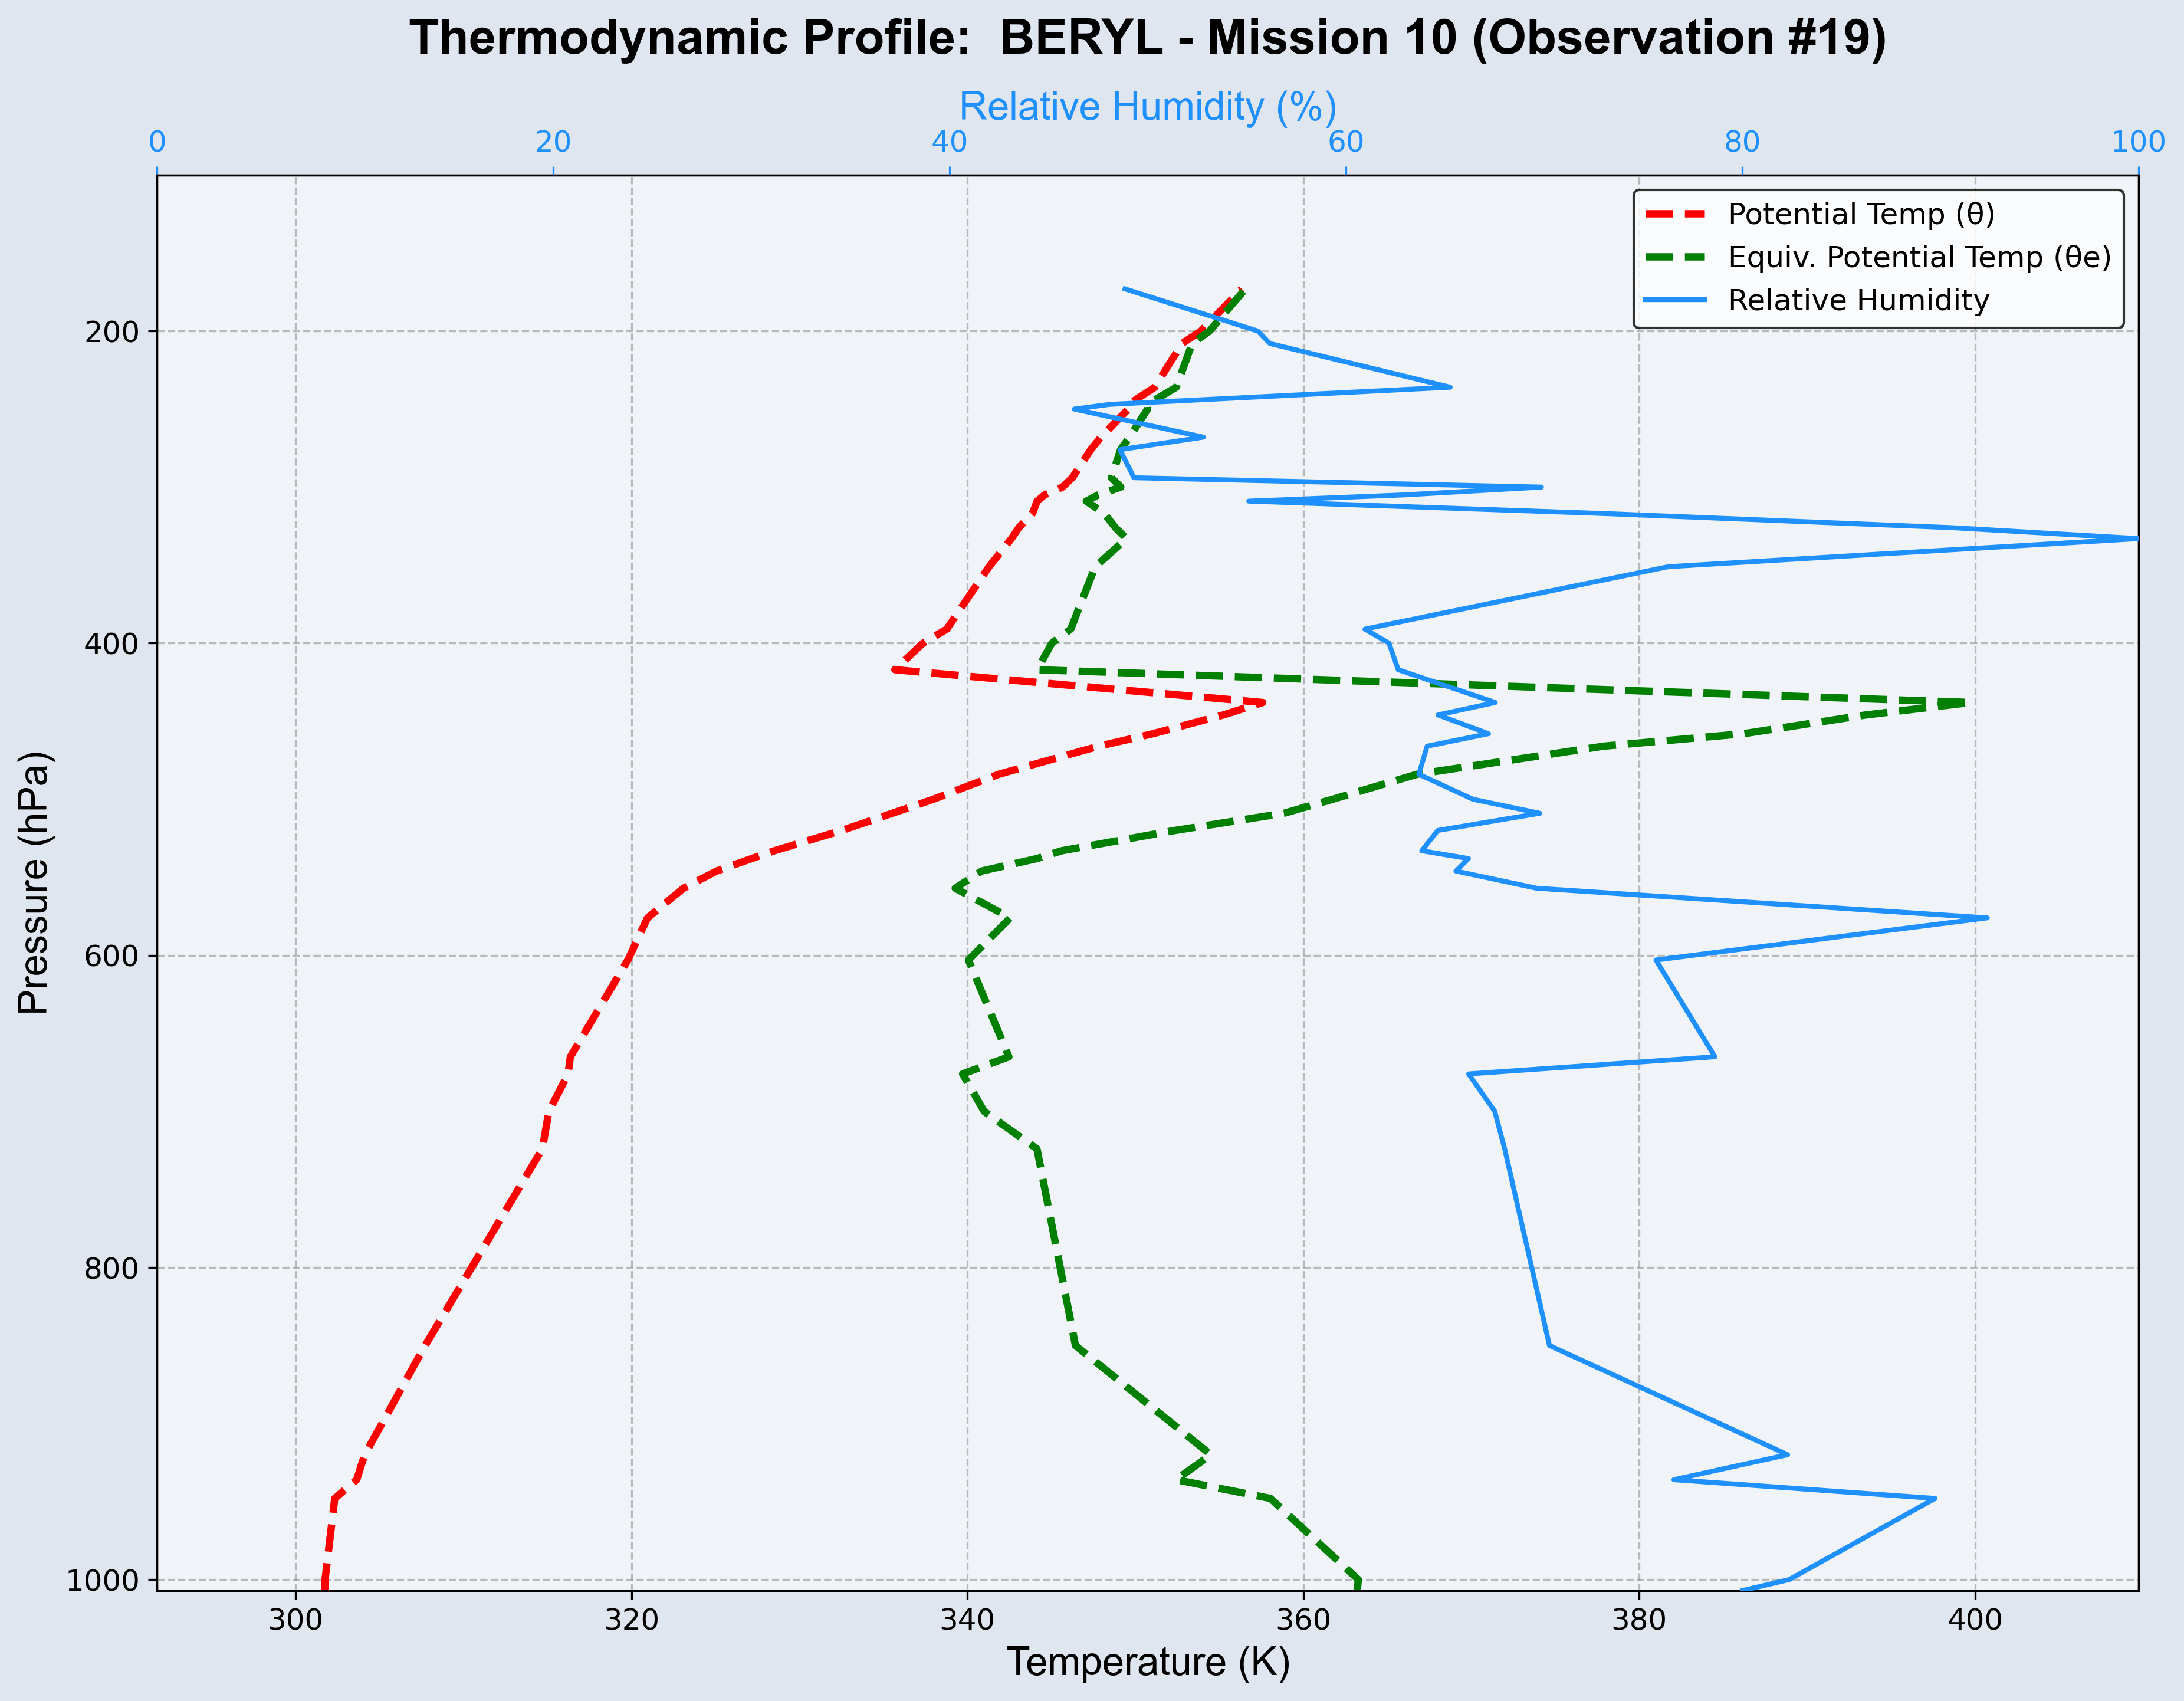 Thermodynamic Profile:  BERYL - Mission 10 (Observation #19)
Relative Humidity (%)
0 20 40 60 80 100
Potential Temp (θ)
Equiv. Potential Temp (θe)
Relative Humidity
200
400
600
800
1000
Pressure (hPa)
300 320 340 360 380 400
Temperature (K)